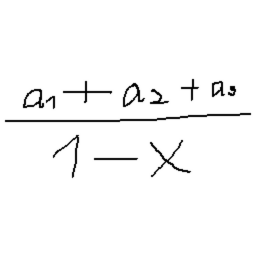 a₁ + a₂ + a₃
1 - x